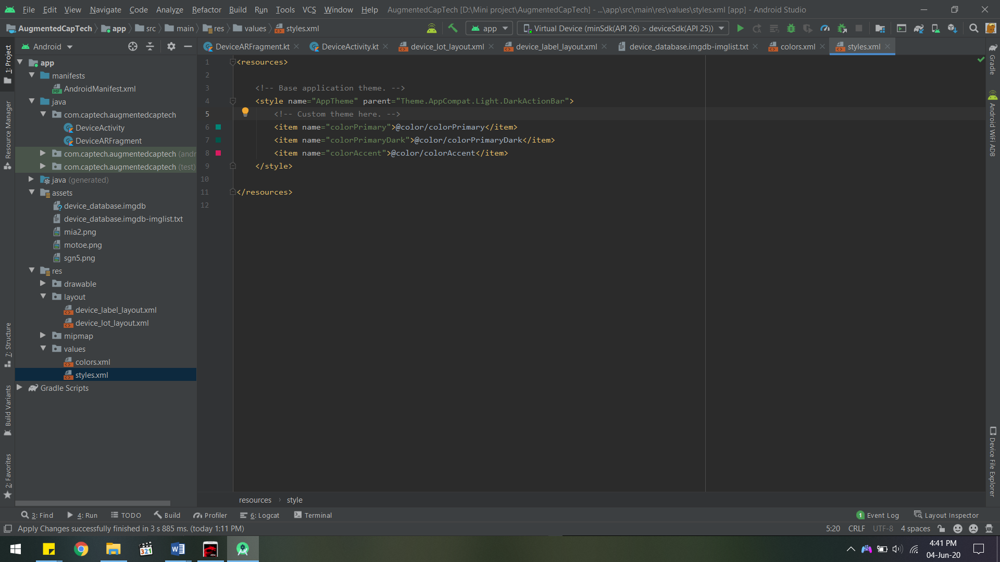 File Edit View Navigate Code Analyze Refactor Build Run Tools VCS Window Help AugmentedCapTech [D:\Mini project\AugmentedCapTech] - ...\app\src\main\res\values\styles.xml [app] - Android Studio
AugmentedCapTech app src main res values styles.xml app Virtual Device (minSdk(API 26) > deviceSdk(API 25))
Android DeviceARFragment.kt DeviceActivity.kt device_lot_layout.xml device_label_layout.xml device_database.imgdb-imglist.txt colors.xml styles.xml
1: Project
Resource Manager
7: Structure
Build Variants
2: Favorites
app
manifests
AndroidManifest.xml
java
com.captech.augmentedcaptech
DeviceActivity
DeviceARFragment
com.captech.augmentedcaptech (andr
com.captech.augmentedcaptech (test)
java (generated)
assets
device_database.imgdb
device_database.imgdb-imglist.txt
mia2.png
motoe.png
sgn5.png
res
drawable
layout
device_label_layout.xml
device_lot_layout.xml
mipmap
values
colors.xml
styles.xml
Gradle Scripts
1 <resources>
2
3 <!-- Base application theme. -->
4 <style name="AppTheme" parent="Theme.AppCompat.Light.DarkActionBar">
5 <!-- Custom theme here. -->
6 <item name="colorPrimary">@color/colorPrimary</item>
7 <item name="colorPrimaryDark">@color/colorPrimaryDark</item>
8 <item name="colorAccent">@color/colorAccent</item>
9 </style>
10
11 </resources>
12
Gradle
Android WiFi ADB
Device File Explorer
resources style
3: Find 4: Run TODO Build Profiler 6: Logcat Terminal 1 Event Log Layout Inspector
Apply Changes successfully finished in 3 s 885 ms. (today 1:11 PM) 5:20 CRLF UTF-8 4 spaces
321
4:41 PM
04-Jun-20